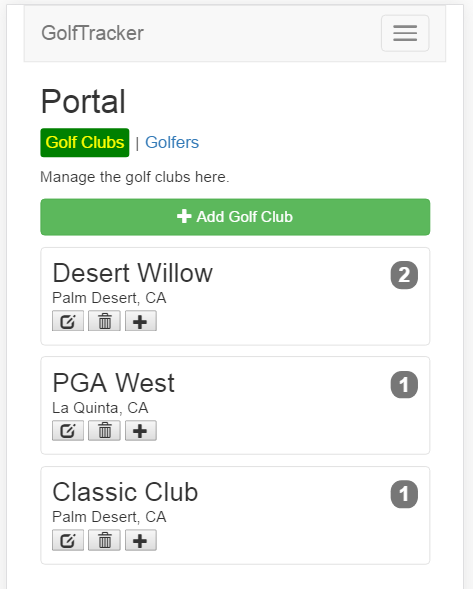 GolfTracker
Portal
Golf Clubs | Golfers
Manage the golf clubs here.
Add Golf Club
Desert Willow 2
Palm Desert, CA
PGA West 1
La Quinta, CA
Classic Club 1
Palm Desert, CA